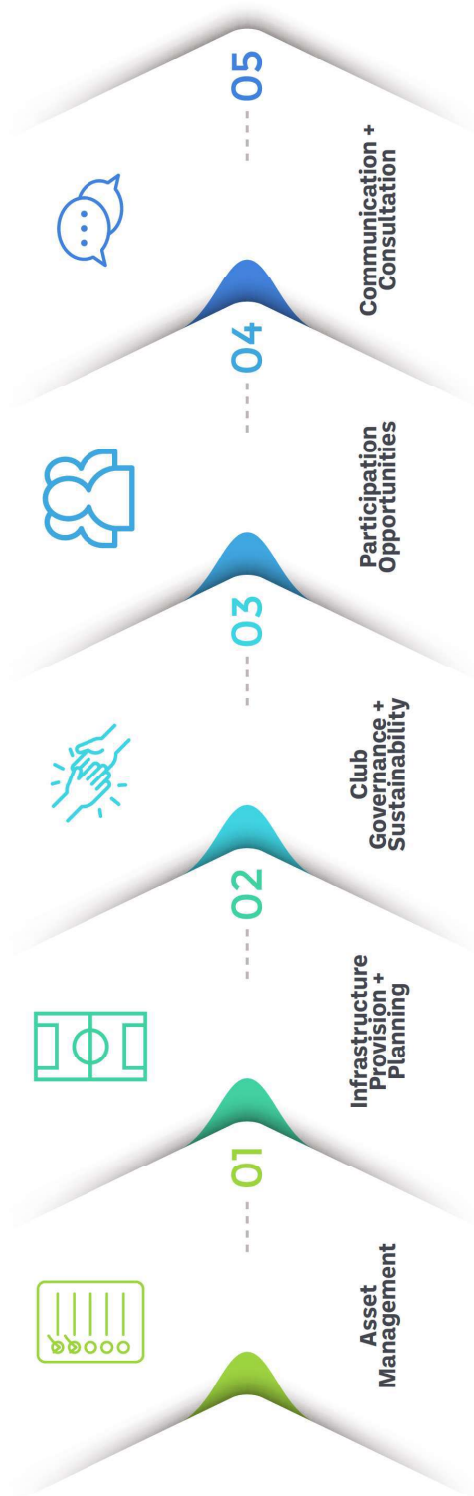 01
Asset
Management
02
Infrastructure
Provision +
Planning
03
Club
Governance +
Sustainability
04
Participation
Opportunities
05
Communication +
Consultation